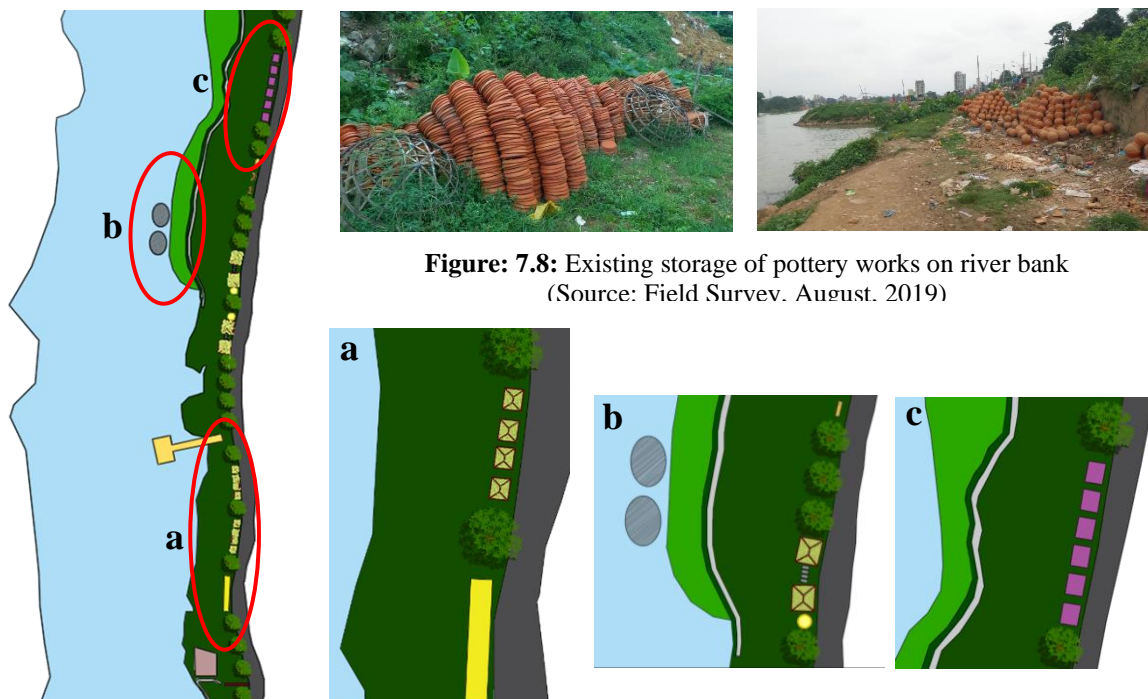 c
b
a
Figure: 7.8: Existing storage of pottery works on river bank
(Source: Field Survey, August, 2019)
a
b
c